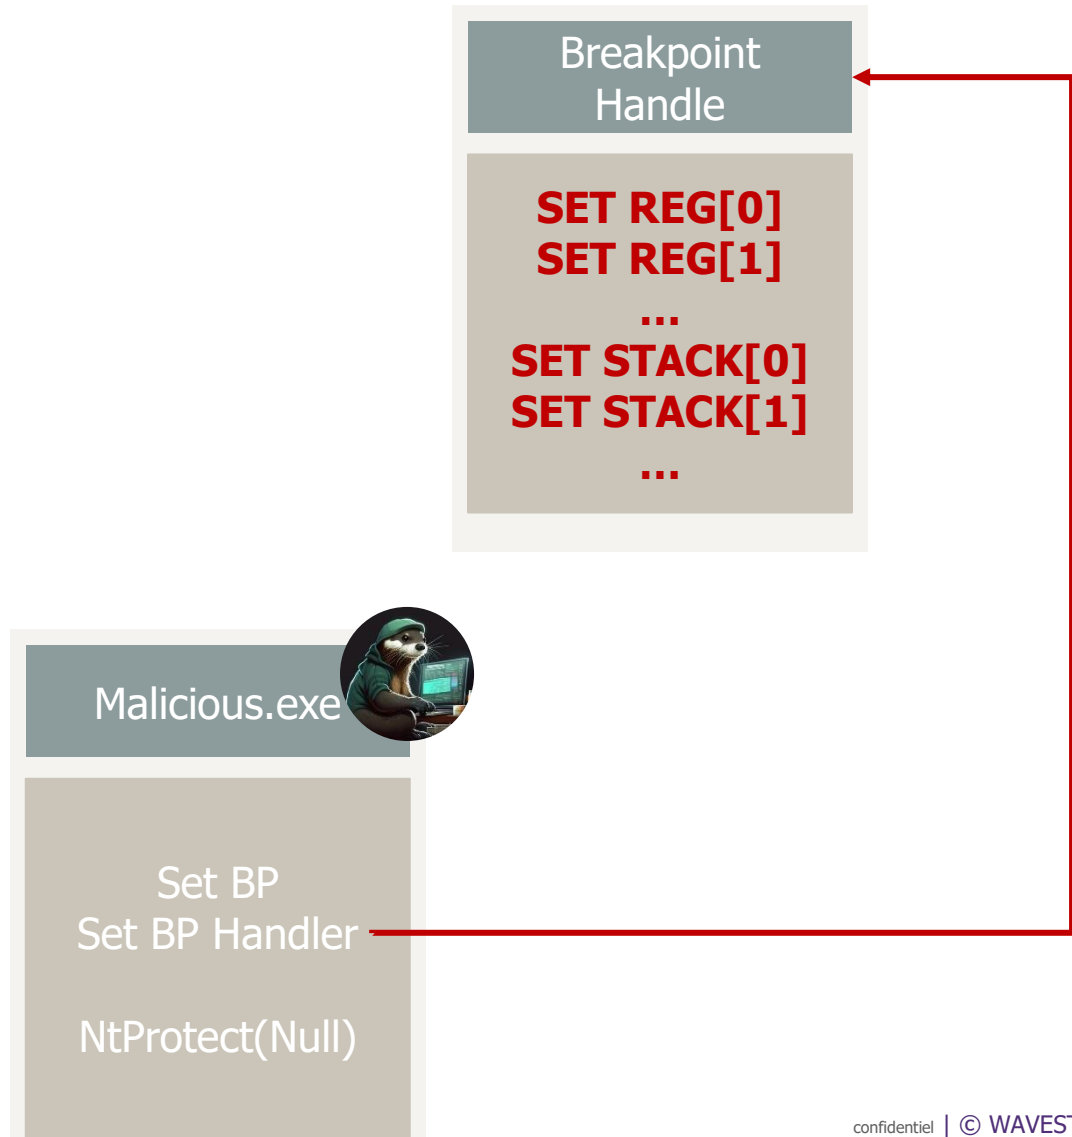 Breakpoint
Handle
SET REG[0]
SET REG[1]
...
SET STACK[0]
SET STACK[1]
...
Malicious.exe
Set BP
Set BP Handler
NtProtect(Null)
confidentiel | © WAVEST